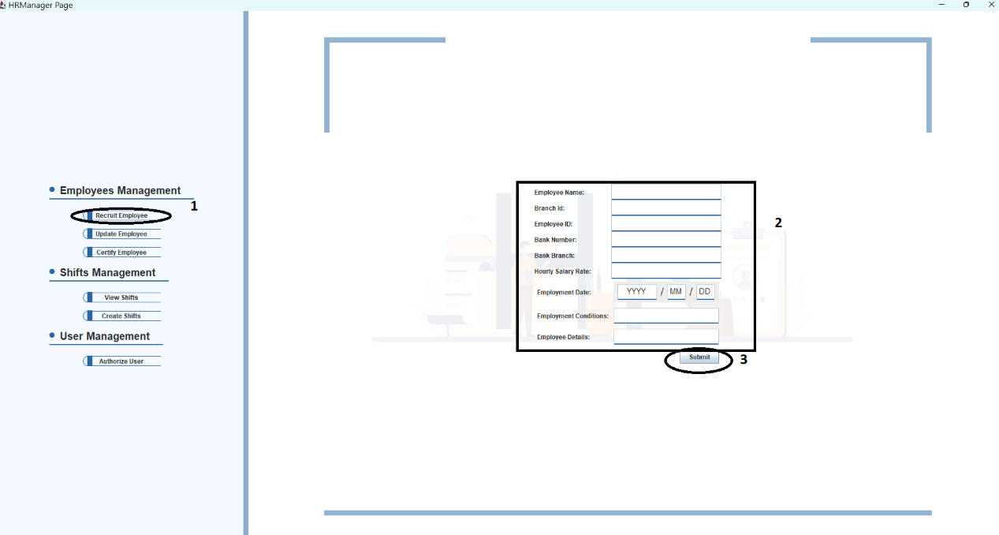 HRManager Page
Employees Management
1
Recruit Employee
Update Employee
Certify Employee
Shifts Management
View Shifts
Create Shifts
User Management
Authorize User
Employee Name:
Branch Id:
2
Employee ID:
Bank Number:
Bank Branch:
Hourly Salary Rate:
Employment Date: YYYY / MM / DD
Employment Conditions:
Employee Details:
Submit 3